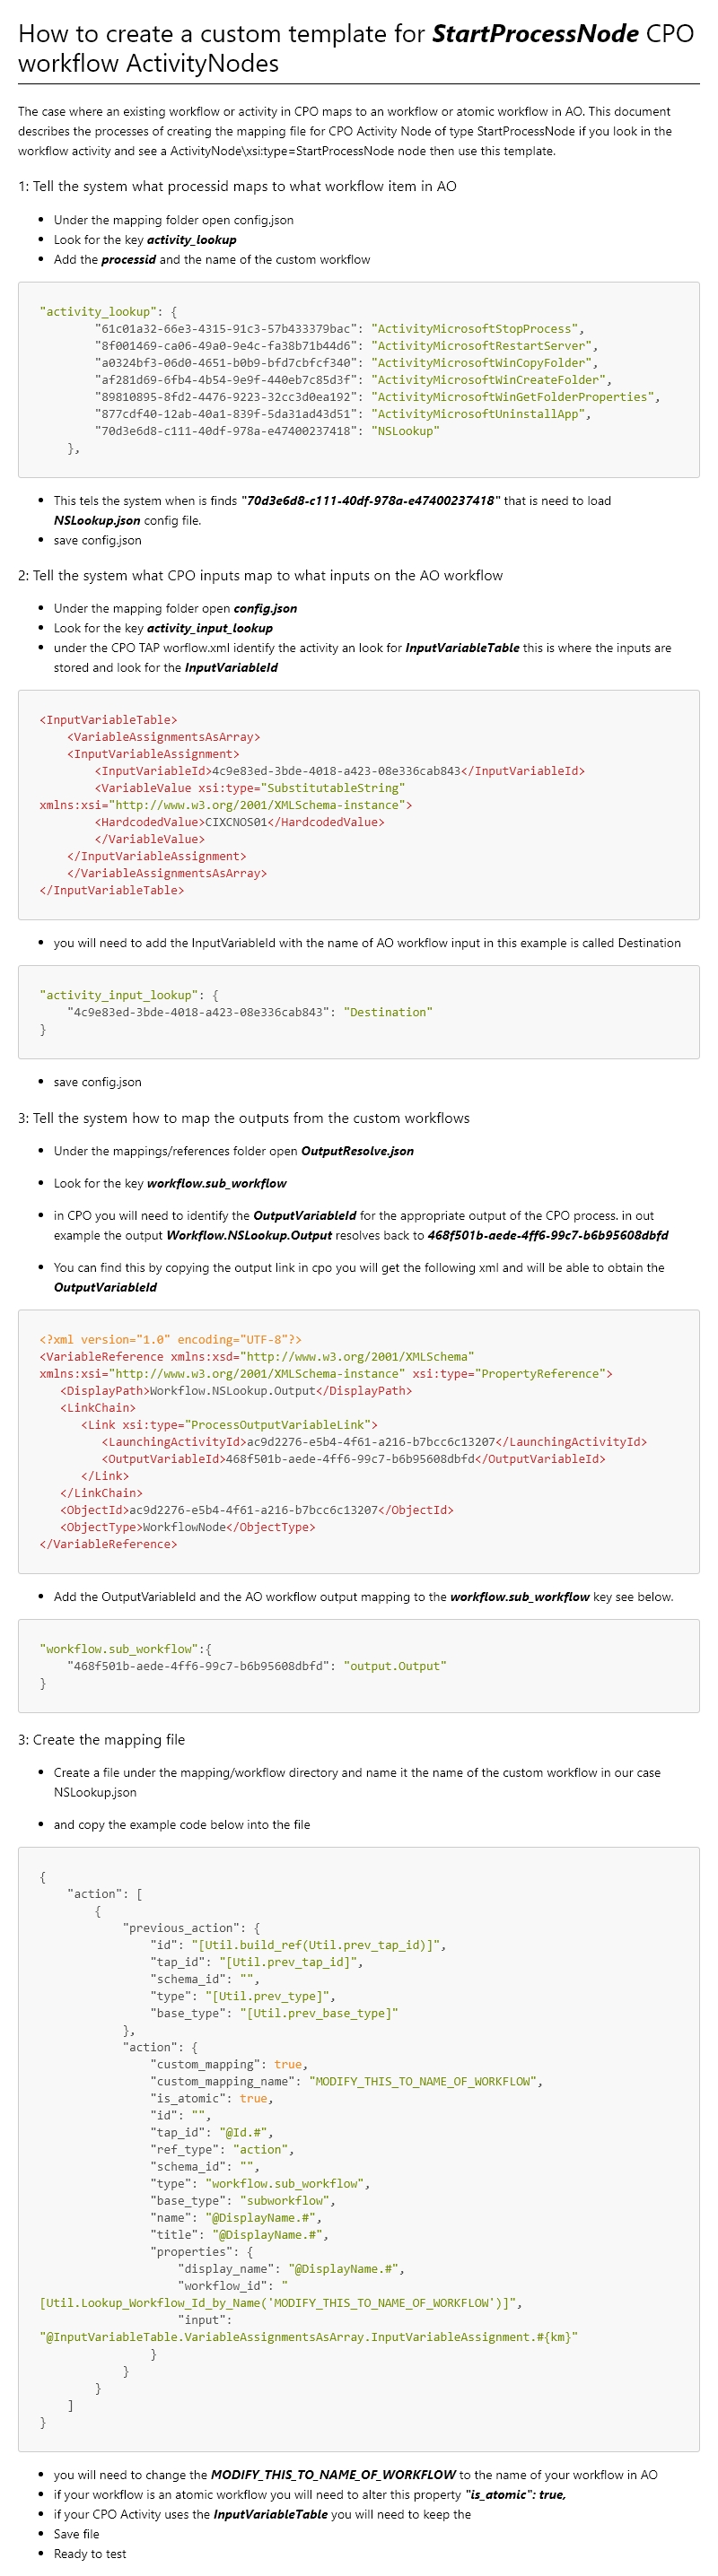 How to create a custom template for StartProcessNode CPO
workflow ActivityNodes
The case where an existing workflow or activity in CPO maps to an workflow or atomic workflow in AO. This document
describes the processes of creating the mapping file for CPO Activity Node of type StartProcessNode if you look in the
workflow activity and see a ActivityNode\xsi:type=StartProcessNode node then use this template.
1: Tell the system what processid maps to what workflow item in AO
• Under the mapping folder open config.json
• Look for the key activity_lookup
• Add the processid and the name of the custom workflow
"activity_lookup": {
"61c01a32-66e3-4315-91c3-57b433379bac": "ActivityMicrosoftStopProcess",
"8f001469-ca06-49a0-9e4c-fa38b71b44d6": "ActivityMicrosoftRestartServer",
"a0324bf3-06d0-4651-b0b9-bfd7cbfcf340": "ActivityMicrosoftWinCopyFolder",
"af281d69-6fb4-4b54-9e9f-440eb7c85d3f": "ActivityMicrosoftWinCreateFolder",
"89810895-8fd2-4476-9223-32cc3d0ea192": "ActivityMicrosoftWinGetFolderProperties",
"877cdf40-12ab-40a1-839f-5da31ad43d51": "ActivityMicrosoftUninstallApp",
"70d3e6d8-c111-40df-978a-e47400237418": "NSLookup"
},
• This tels the system when is finds "70d3e6d8-c111-40df-978a-e47400237418" that is need to load
NSLookup.json config file.
• save config.json
2: Tell the system what CPO inputs map to what inputs on the AO workflow
• Under the mapping folder open config.json
• Look for the key activity_input_lookup
• under the CPO TAP worflow.xml identify the activity an look for InputVariableTable this is where the inputs are
stored and look for the InputVariableId
<InputVariableTable>
<VariableAssignmentsAsArray>
<InputVariableAssignment>
<InputVariableId>4c9e83ed-3bde-4018-a423-08e336cab843</InputVariableId>
<VariableValue xsi:type="SubstitutableString"
xmlns:xsi="http://www.w3.org/2001/XMLSchema-instance">
<HardcodedValue>CIXCNOS01</HardcodedValue>
</VariableValue>
</InputVariableAssignment>
</VariableAssignmentsAsArray>
</InputVariableTable>
• you will need to add the InputVariableId with the name of AO workflow input in this example is called Destination
"activity_input_lookup": {
"4c9e83ed-3bde-4018-a423-08e336cab843": "Destination"
}
• save config.json
3: Tell the system how to map the outputs from the custom workflows
• Under the mappings/references folder open OutputResolve.json
• Look for the key workflow.sub_workflow
• in CPO you will need to identify the OutputVariableId for the appropriate output of the CPO process. in out
example the output Workflow.NSLookup.Output resolves back to 468f501b-aede-4ff6-99c7-b6b95608dbfd
• You can find this by copying the output link in cpo you will get the following xml and will be able to obtain the
OutputVariableId
<?xml version="1.0" encoding="UTF-8"?>
<VariableReference xmlns:xsd="http://www.w3.org/2001/XMLSchema"
xmlns:xsi="http://www.w3.org/2001/XMLSchema-instance" xsi:type="PropertyReference">
<DisplayPath>Workflow.NSLookup.Output</DisplayPath>
<LinkChain>
<Link xsi:type="ProcessOutputVariableLink">
<LaunchingActivityId>ac9d2276-e5b4-4f61-a216-b7bcc6c13207</LaunchingActivityId>
<OutputVariableId>468f501b-aede-4ff6-99c7-b6b95608dbfd</OutputVariableId>
</Link>
</LinkChain>
<ObjectId>ac9d2276-e5b4-4f61-a216-b7bcc6c13207</ObjectId>
<ObjectType>WorkflowNode</ObjectType>
</VariableReference>
• Add the OutputVariableId and the AO workflow output mapping to the workflow.sub_workflow key see below.
"workflow.sub_workflow":{
"468f501b-aede-4ff6-99c7-b6b95608dbfd": "output.Output"
}
3: Create the mapping file
• Create a file under the mapping/workflow directory and name it the name of the custom workflow in our case
NSLookup.json
• and copy the example code below into the file
{
"action": [
{
"previous_action": {
"id": "[Util.build_ref(Util.prev_tap_id)]",
"tap_id": "[Util.prev_tap_id]",
"schema_id": "",
"type": "[Util.prev_type]",
"base_type": "[Util.prev_base_type]"
},
"action": {
"custom_mapping": true,
"custom_mapping_name": "MODIFY_THIS_TO_NAME_OF_WORKFLOW",
"is_atomic": true,
"id": "",
"tap_id": "@Id.#",
"ref_type": "action",
"schema_id": "",
"type": "workflow.sub_workflow",
"base_type": "subworkflow",
"name": "@DisplayName.#",
"title": "@DisplayName.#",
"properties": {
"display_name": "@DisplayName.#",
"workflow_id": "
[Util.Lookup_Workflow_Id_by_Name('MODIFY_THIS_TO_NAME_OF_WORKFLOW')]",
"input":
"@InputVariableTable.VariableAssignmentsAsArray.InputVariableAssignment.#{km}"
}
}
}
]
}
• you will need to change the MODIFY_THIS_TO_NAME_OF_WORKFLOW to the name of your workflow in AO
• if your workflow is an atomic workflow you will need to alter this property "is_atomic": true,
• if your CPO Activity uses the InputVariableTable you will need to keep the
• Save file
• Ready to test